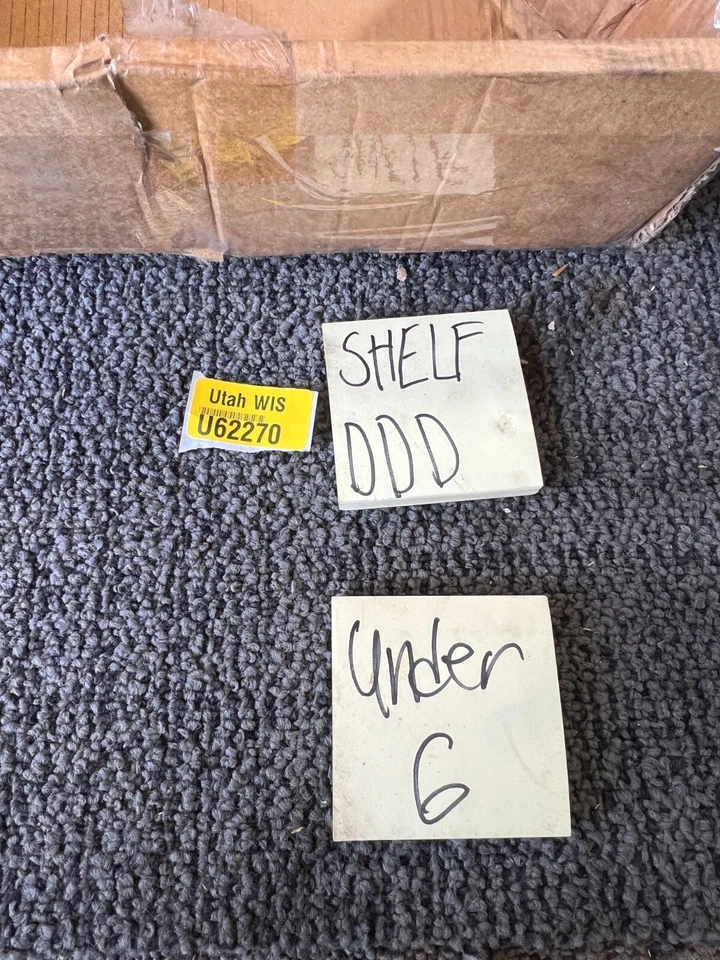 Utah WIS
U62270
SHELF
DDD
Under
6